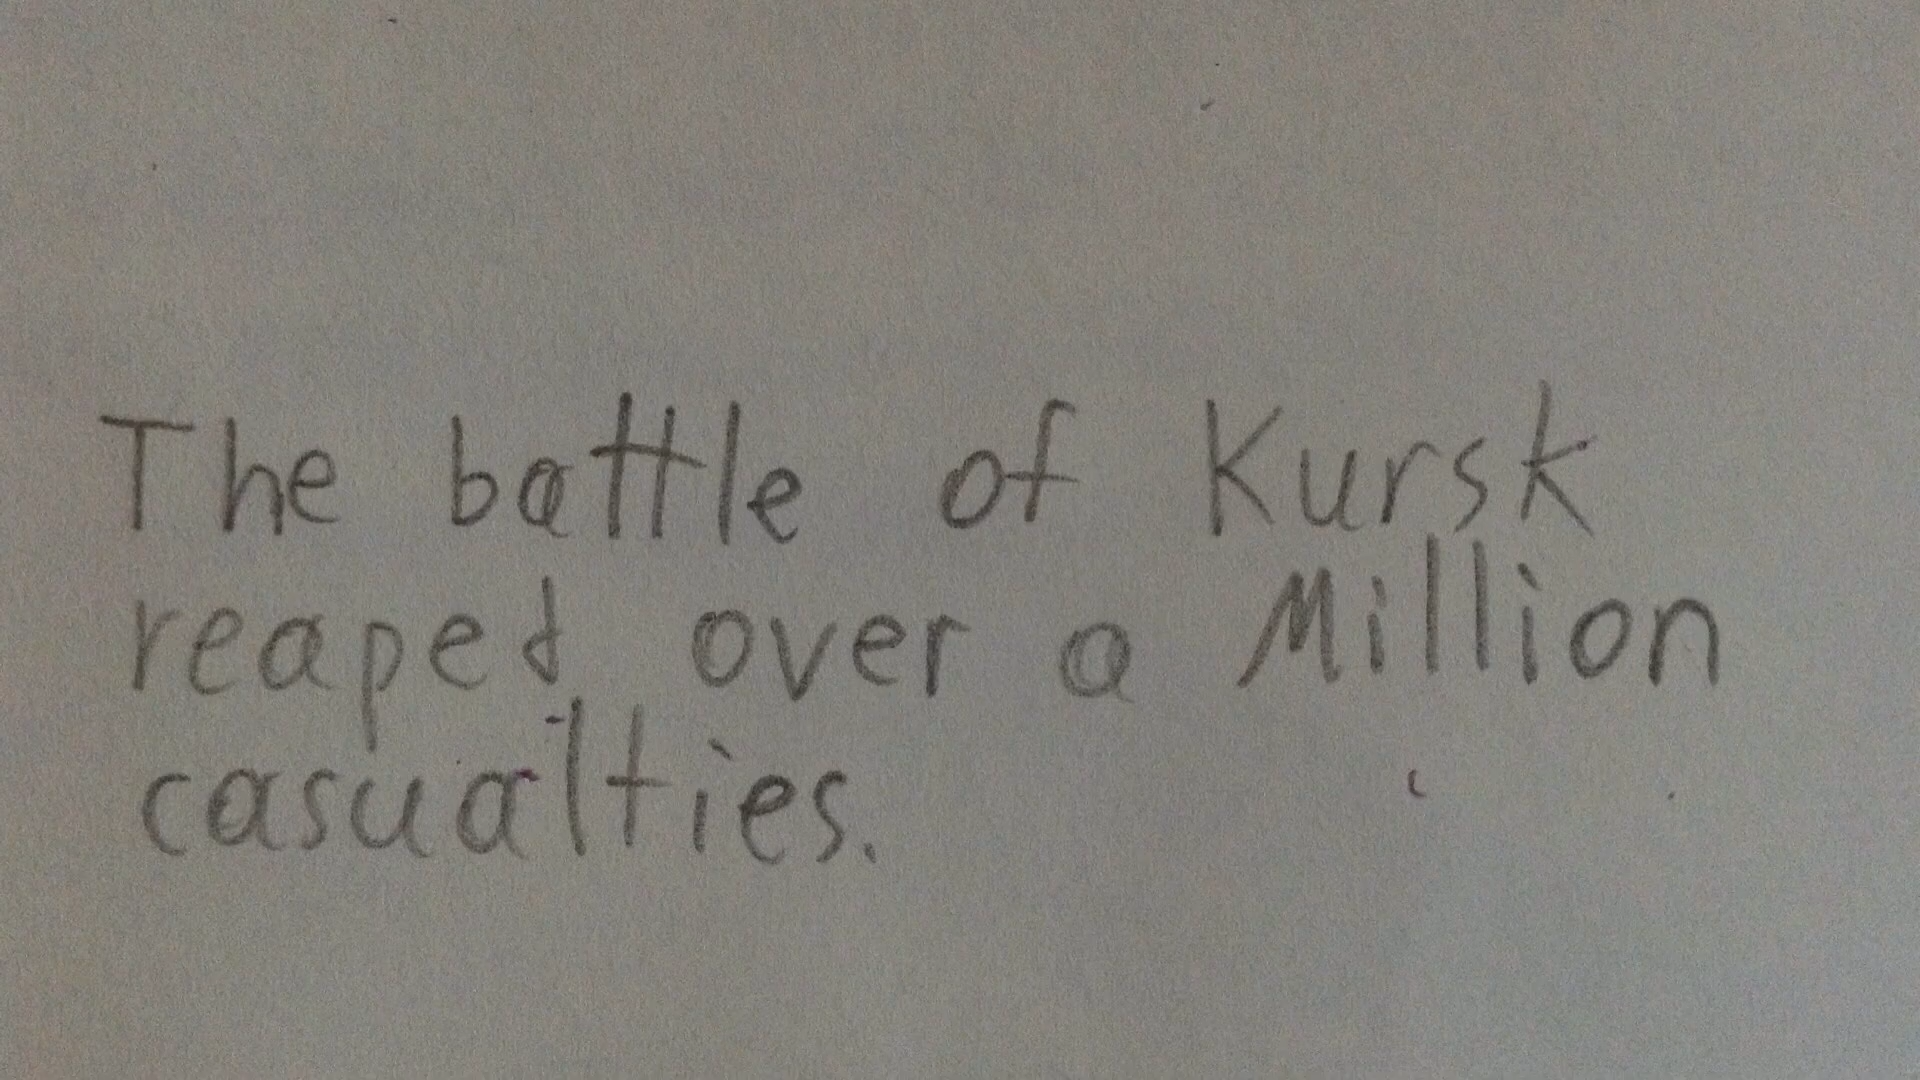 The battle of Kursk
reaped over a Million
casualties.